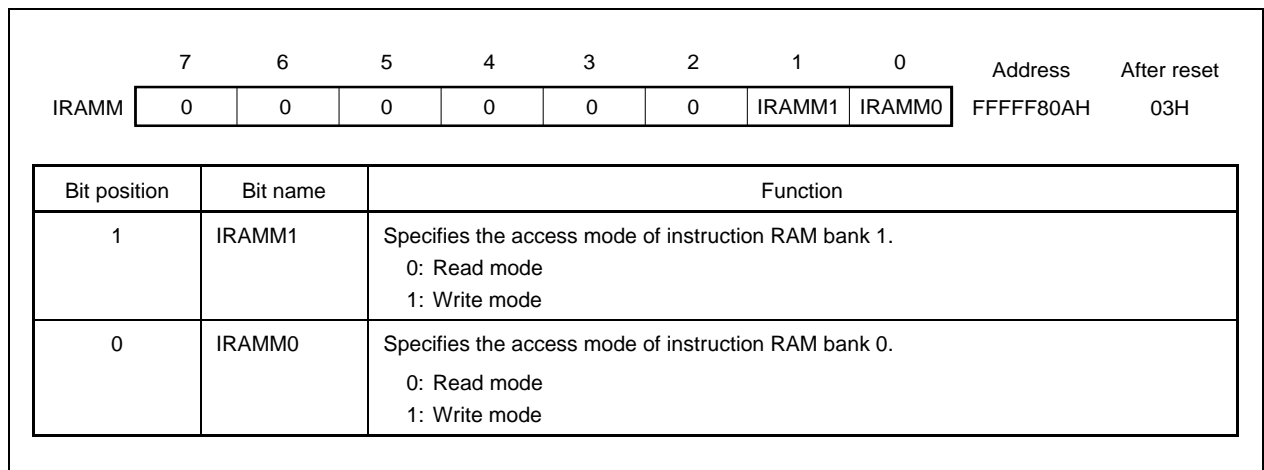 7 6 5 4 3 2 1 0 Address After reset
IRAMM 0 0 0 0 0 0 IRAMM1 IRAMM0 FFFFF80AH 03H
Bit position Bit name Function
1 IRAMM1 Specifies the access mode of instruction RAM bank 1.
0: Read mode
1: Write mode
0 IRAMM0 Specifies the access mode of instruction RAM bank 0.
0: Read mode
1: Write mode